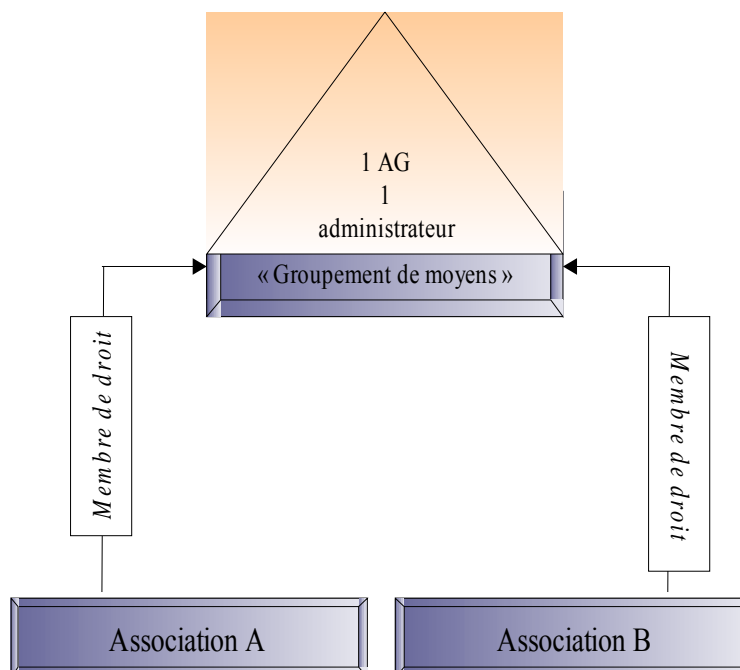 1 AG
1
administrateur
« Groupement de moyens »
Membre de droit
Membre de droit
Association A
Association B